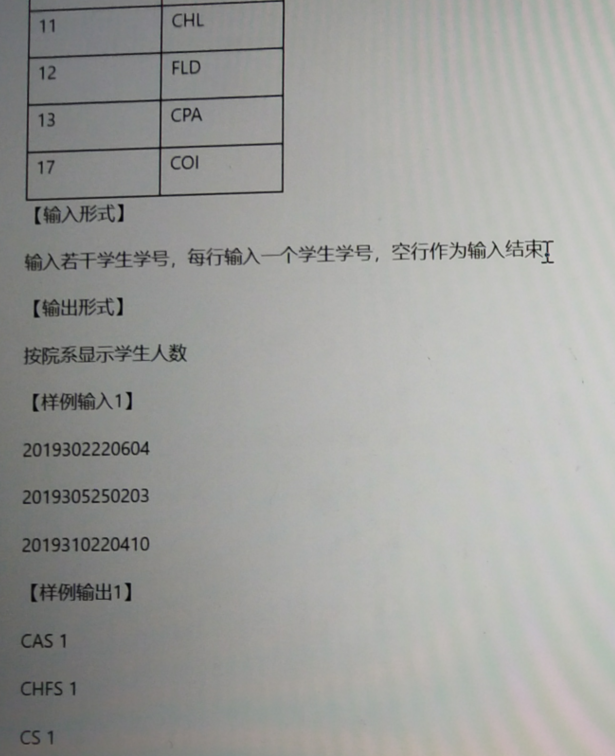 11 CHL
12 FLD
13 CPA
17 COI
【输入形式】
输入若干学生学号，每行输入一个学生学号，空行作为输入结束
【输出形式】
按院系显示学生人数
【样例输入1】
2019302220604
2019305250203
2019310220410
【样例输出1】
CAS 1
CHFS 1
CS 1